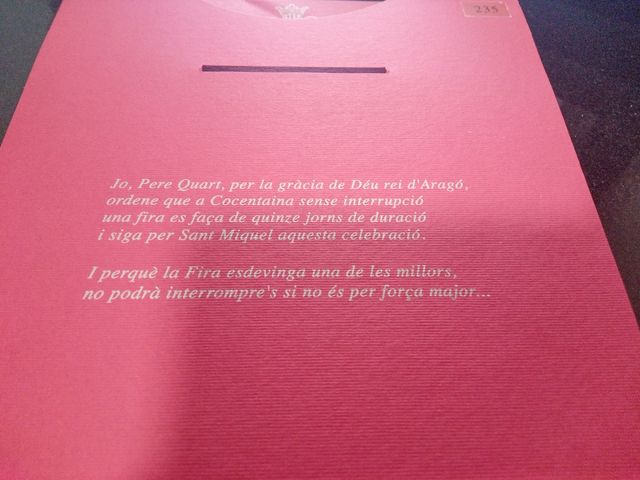 235
Jo, Pere Quart, per la gràcia de Déu rei d'Aragó,
ordene que a Cocentaina sense interrupció
una fira es faça de quinze jorns de duració
i siga per Sant Miquel aquesta celebració.
I perquè la Fira esdevinga una de les millors,
no podrà interrompre's si no és per força major...